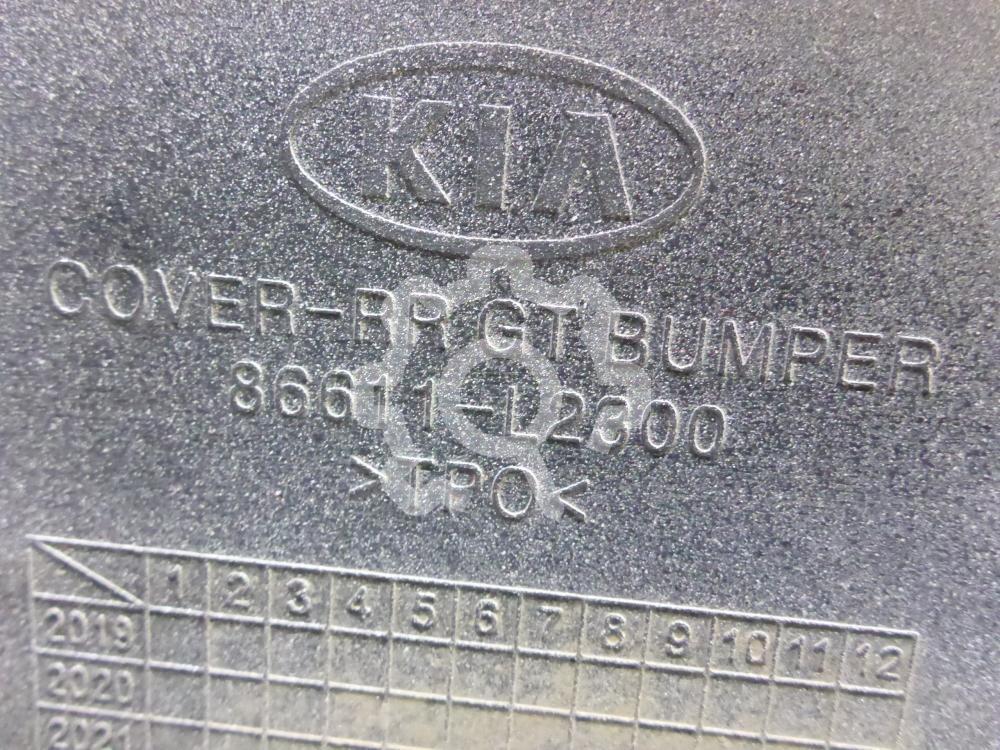 KIA
COVER-RR GT BUMPER
86611-L2300
>TPO<
1 2 3 4 5 6 7 8 9 10 11 12
2019
2020
2021